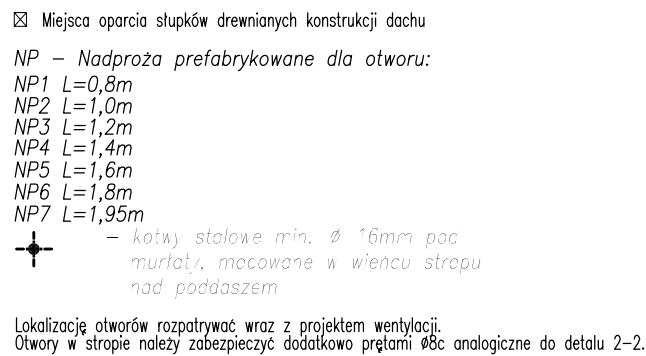 Miejsca oparcia słupków drewnianych konstrukcji dachu
NP - Nadproża prefabrykowane dla otworu:
NP1 L=0,8m
NP2 L=1,0m
NP3 L=1,2m
NP4 L=1,4m
NP5 L=1,6m
NP6 L=1,8m
NP7 L=1,95m
- kotwy stalowe min. Ø 16mm pod
murłaty, mocowane w wieńcu stropu
nad poddaszem
Lokalizację otworów rozpatrywać wraz z projektem wentylacji.
Otwory w stropie należy zabezpieczyć dodatkowo prętami Ø8c analogiczne do detalu 2-2.